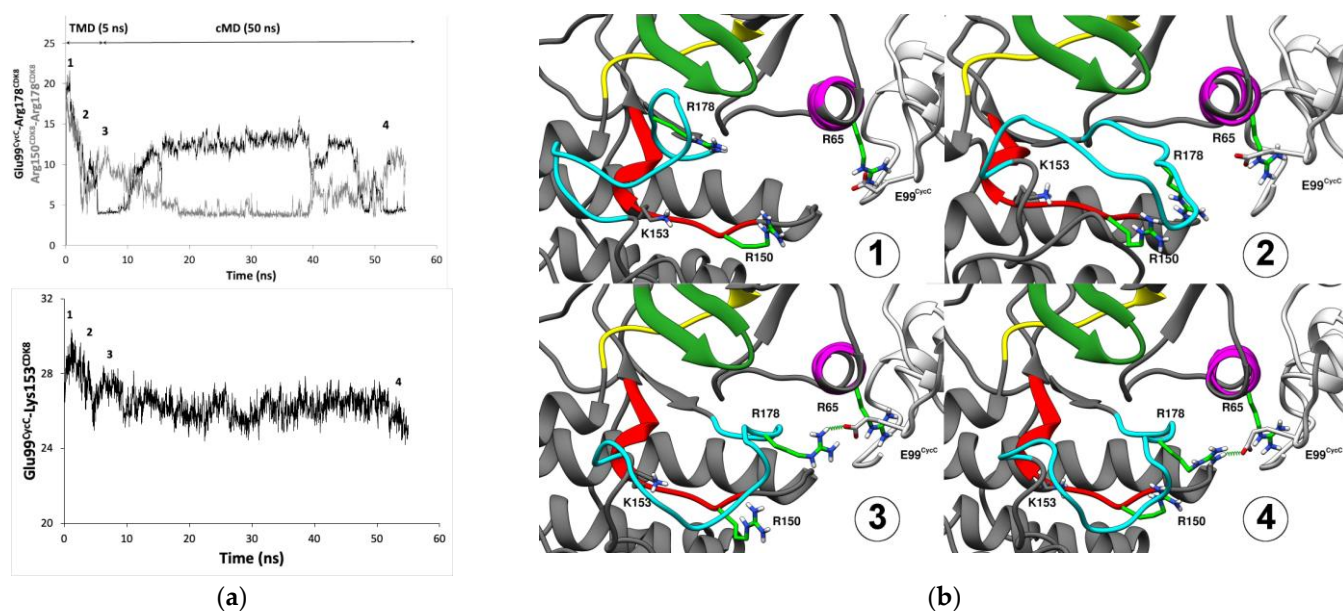 TMD (5 ns) cMD (50 ns)
Glu99CycC-Arg178CDK8
Arg150CDK8-Arg178CDK8
25
20
15
10
5
0
1
2
3
4
0 10 20 30 40 50 60
Time (ns)
Glu99CycC-Lys153CDK8
32
28
24
20
1
2
3
4
0 10 20 30 40 50 60
Time (ns)
(a)
R178
R65
K153
E99CycC
R150
1
R65
K153
R178
E99CycC
R150
2
R178
R65
E99CycC
K153
R150
3
R178
R65
E99CycC
K153
R150
4
(b)